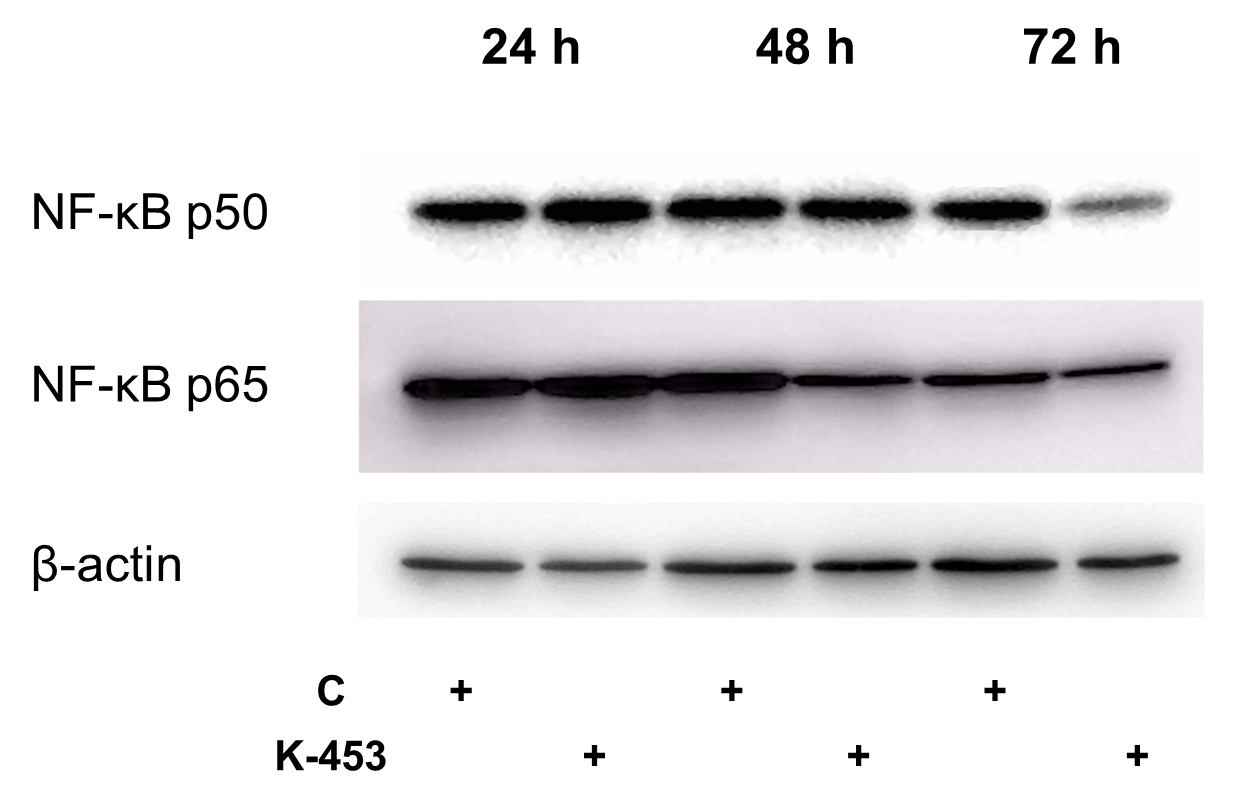 24 h 48 h 72 h
NF-κB p50
NF-κB p65
β-actin
C + + +
K-453 + + +